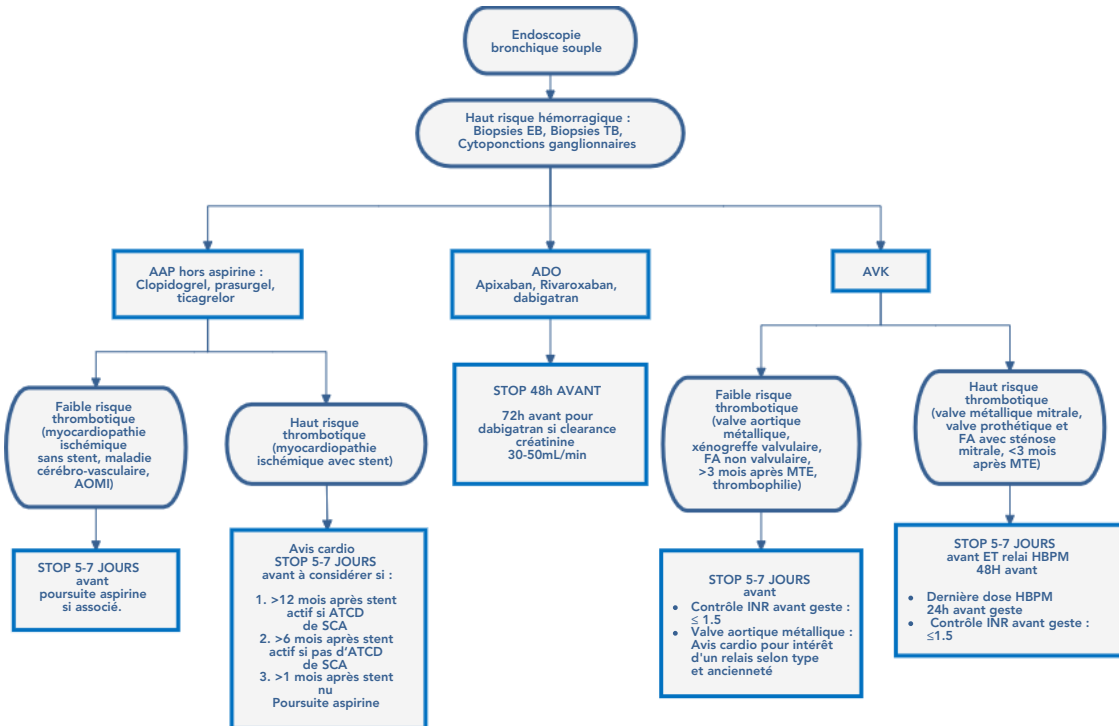 Endoscopie
bronchique souple
Haut risque hémorragique :
Biopsies EB, Biopsies TB,
Cytoponctions ganglionnaires
AAP hors aspirine :
Clopidogrel, prasurgel,
ticagrelor
ADO
Apixaban, Rivaroxaban,
dabigatran
AVK
Faible risque
thrombotique
(myocardiopathie
ischémique
sans stent, maladie
cérébro-vasculaire,
AOMI)
Haut risque
thrombotique
(myocardiopathie
ischémique avec stent)
STOP 48h AVANT
72h avant pour
dabigatran si clearance
créatinine
30-50mL/min
Faible risque
thrombotique
(valve aortique
métallique,
xénogreffe valvulaire,
FA non valvulaire,
>3 mois après MTE,
thrombophilie)
Haut risque
thrombotique
(valve métallique mitrale,
valve prothétique et
FA avec sténose
mitrale, <3 mois
après MTE)
STOP 5-7 JOURS
avant
poursuite aspirine
si associé.
Avis cardio
STOP 5-7 JOURS
avant à considérer si :
1. >12 mois après stent
actif si ATCD
de SCA
2. >6 mois après stent
actif si pas d'ATCD
de SCA
3. >1 mois après stent
nu
Poursuite aspirine
STOP 5-7 JOURS
avant
• Contrôle INR avant geste :
≤ 1.5
• Valve aortique métallique :
Avis cardio pour intérêt
d'un relais selon type
et ancienneté
STOP 5-7 JOURS
avant ET relai HBPM
48H avant
• Dernière dose HBPM
24h avant geste
• Contrôle INR avant geste :
≤1.5